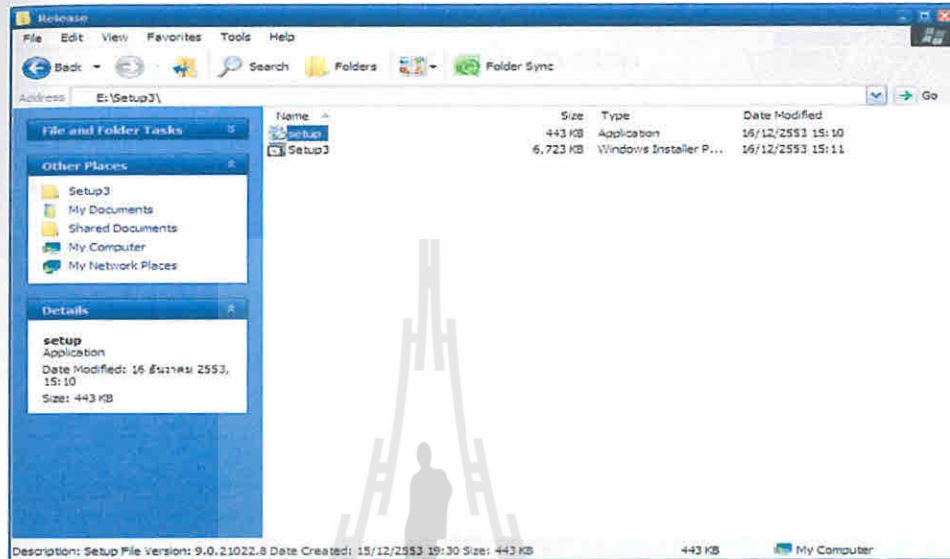 Release
File Edit View Favorites Tools Help
Back Search Folders Folder Sync
Address E:\Setup3\ Go
File and Folder Tasks
Other Places
Setup3
My Documents
Shared Documents
My Computer
My Network Places
Details
setup
Application
Date Modified: 16 ธันวาคม 2553,
15:10
Size: 443 KB
Name Size Type Date Modified
setup 443 KB Application 16/12/2553 15:10
Setup3 6,723 KB Windows Installer P... 16/12/2553 15:11
Description: Setup File Version: 9.0.21022.8 Date Created: 15/12/2553 19:30 Size: 443 KB 443 KB My Computer